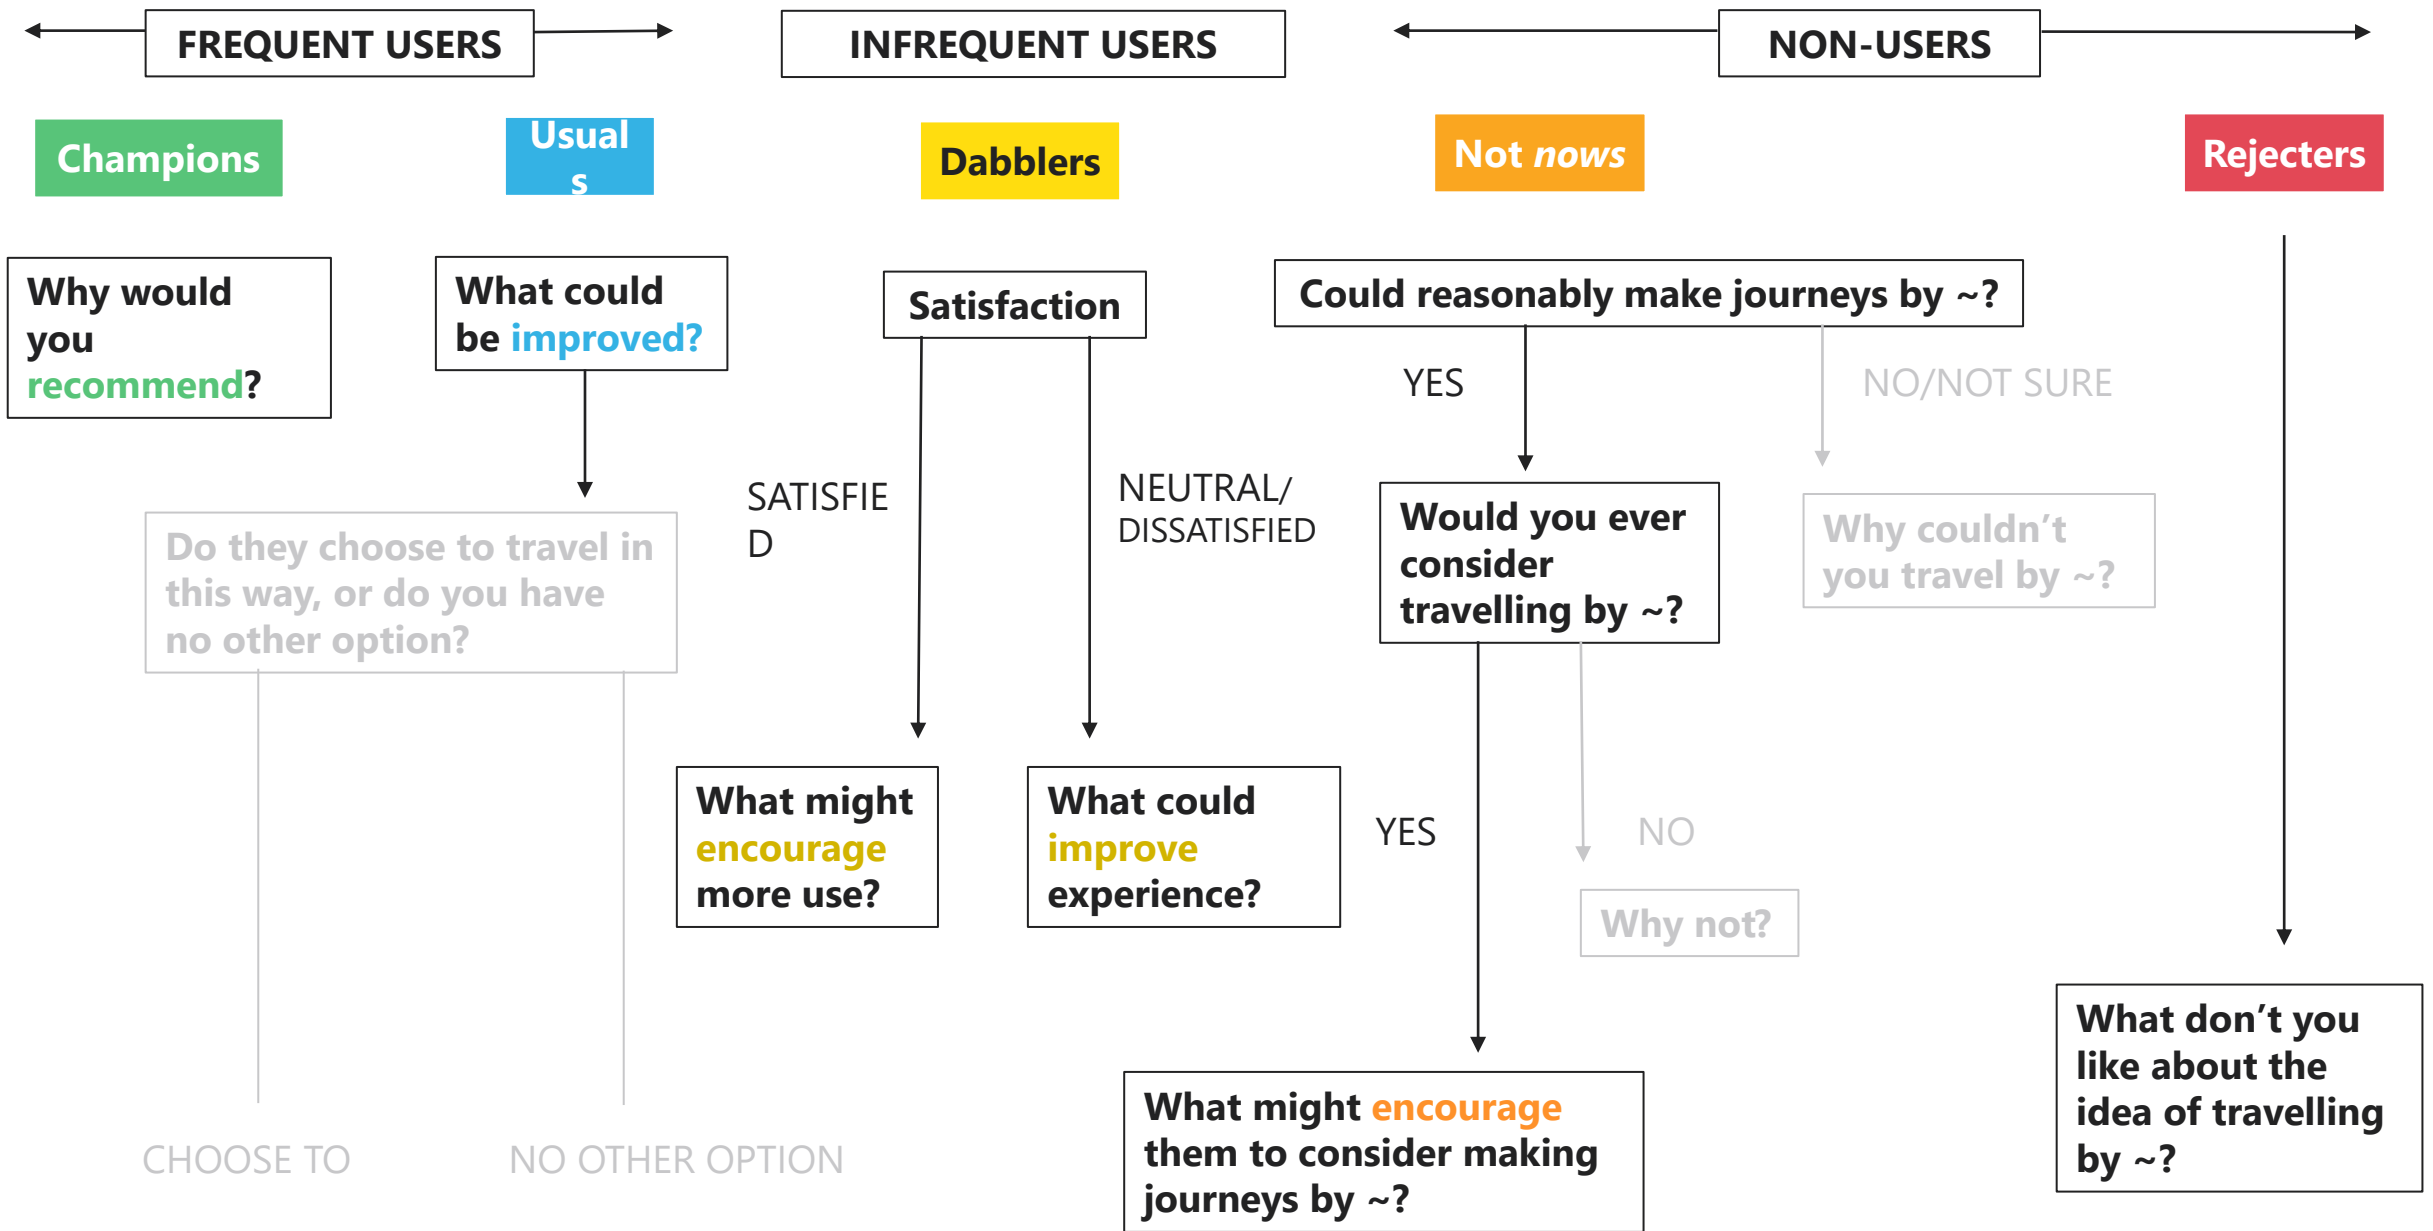 FREQUENT USERS
INFREQUENT USERS
NON-USERS
Champions
Usual
s
Dabblers
Not nows
Rejecters
Why would
you
recommend?
What could
be improved?
Satisfaction
Could reasonably make journeys by ~?
YES
NO/NOT SURE
SATISFIE
D
NEUTRAL/
DISSATISFIED
Do they choose to travel in
this way, or do you have
no other option?
Would you ever
consider
travelling by ~?
Why couldn’t
you travel by ~?
What might
encourage
more use?
What could
improve
experience?
YES
NO
Why not?
What don’t you
like about the
idea of travelling
by ~?
CHOOSE TO
NO OTHER OPTION
What might encourage
them to consider making
journeys by ~?